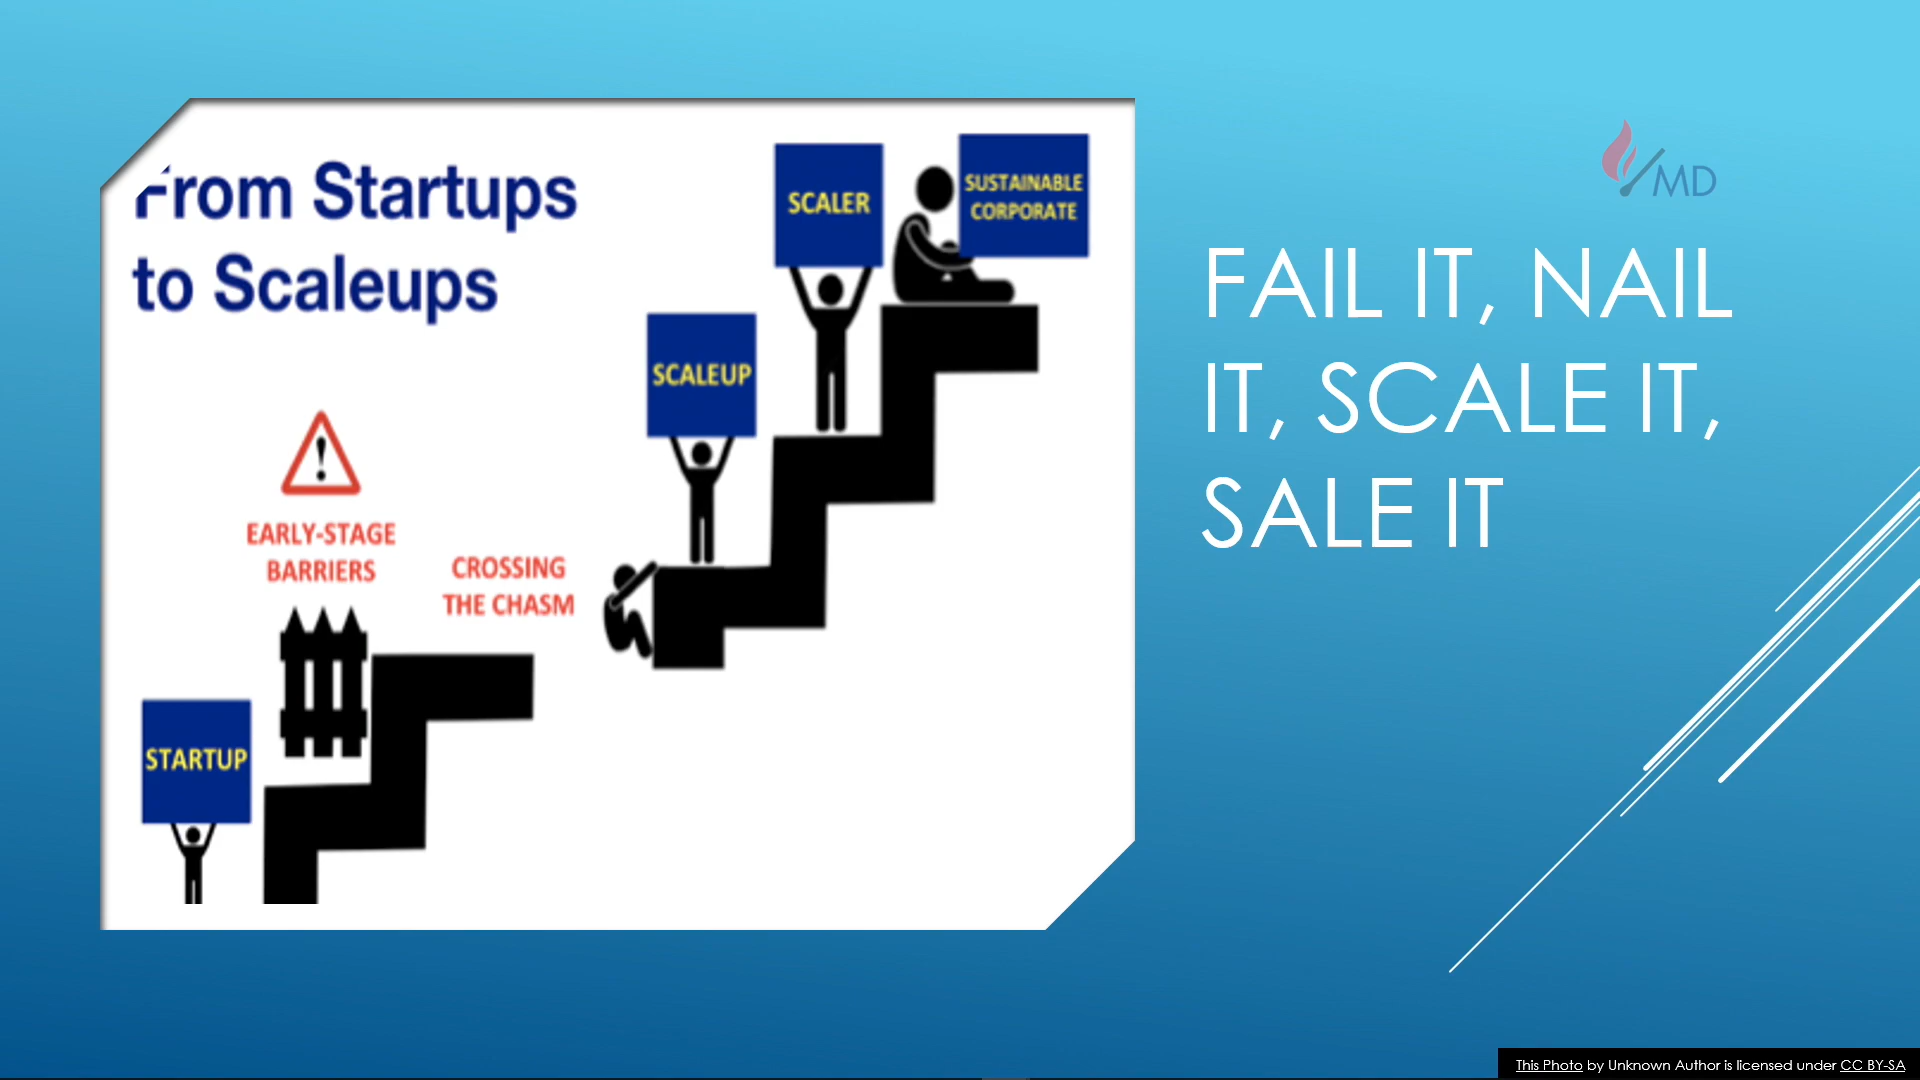 From Startups
to Scaleups
SCALER
SUSTAINABLE
CORPORATE
SCALEUP
!
EARLY-STAGE
BARRIERS
CROSSING
THE CHASM
STARTUP
MD
FAIL IT, NAIL
IT, SCALE IT,
SALE IT
This Photo by Unknown Author is licensed under CC BY-SA